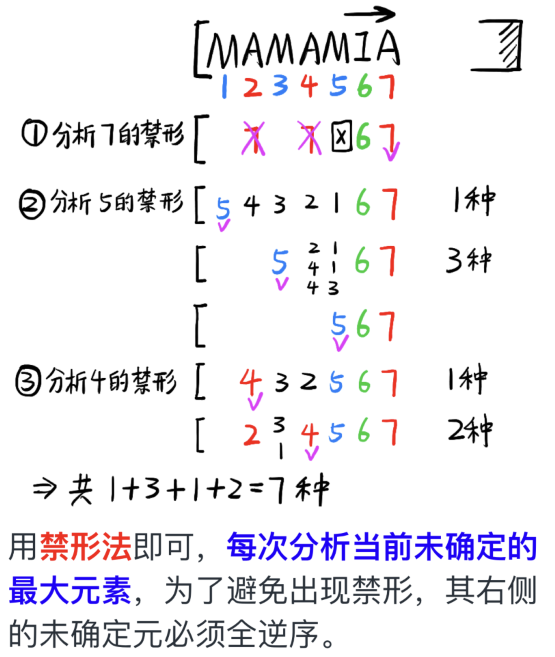 [MAMAMIA
1 2 3 4 5 6 7
①分析7的禁形 [ 7 7 X 6 7
②分析5的禁形 [ 5 4 3 2 1 6 7 1种
2 1
[ 5 4 1 6 7 3种
4 3
[ 5 6 7
③分析4的禁形 [ 4 3 2 5 6 7 1种
3
[ 2 4 5 6 7 2种
1
⇒ 共 1+3+1+2=7 种
用禁形法即可，每次分析当前未确定的
最大元素，为了避免出现禁形，其右侧
的未确定元必须全逆序。